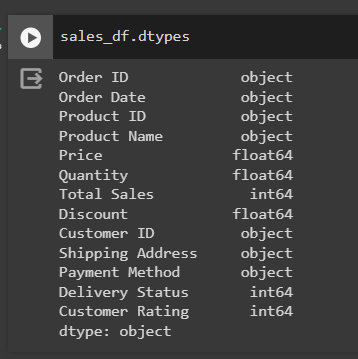 sales_df.dtypes
Order ID object
Order Date object
Product ID object
Product Name object
Price float64
Quantity float64
Total Sales int64
Discount float64
Customer ID object
Shipping Address object
Payment Method object
Delivery Status int64
Customer Rating int64
dtype: object